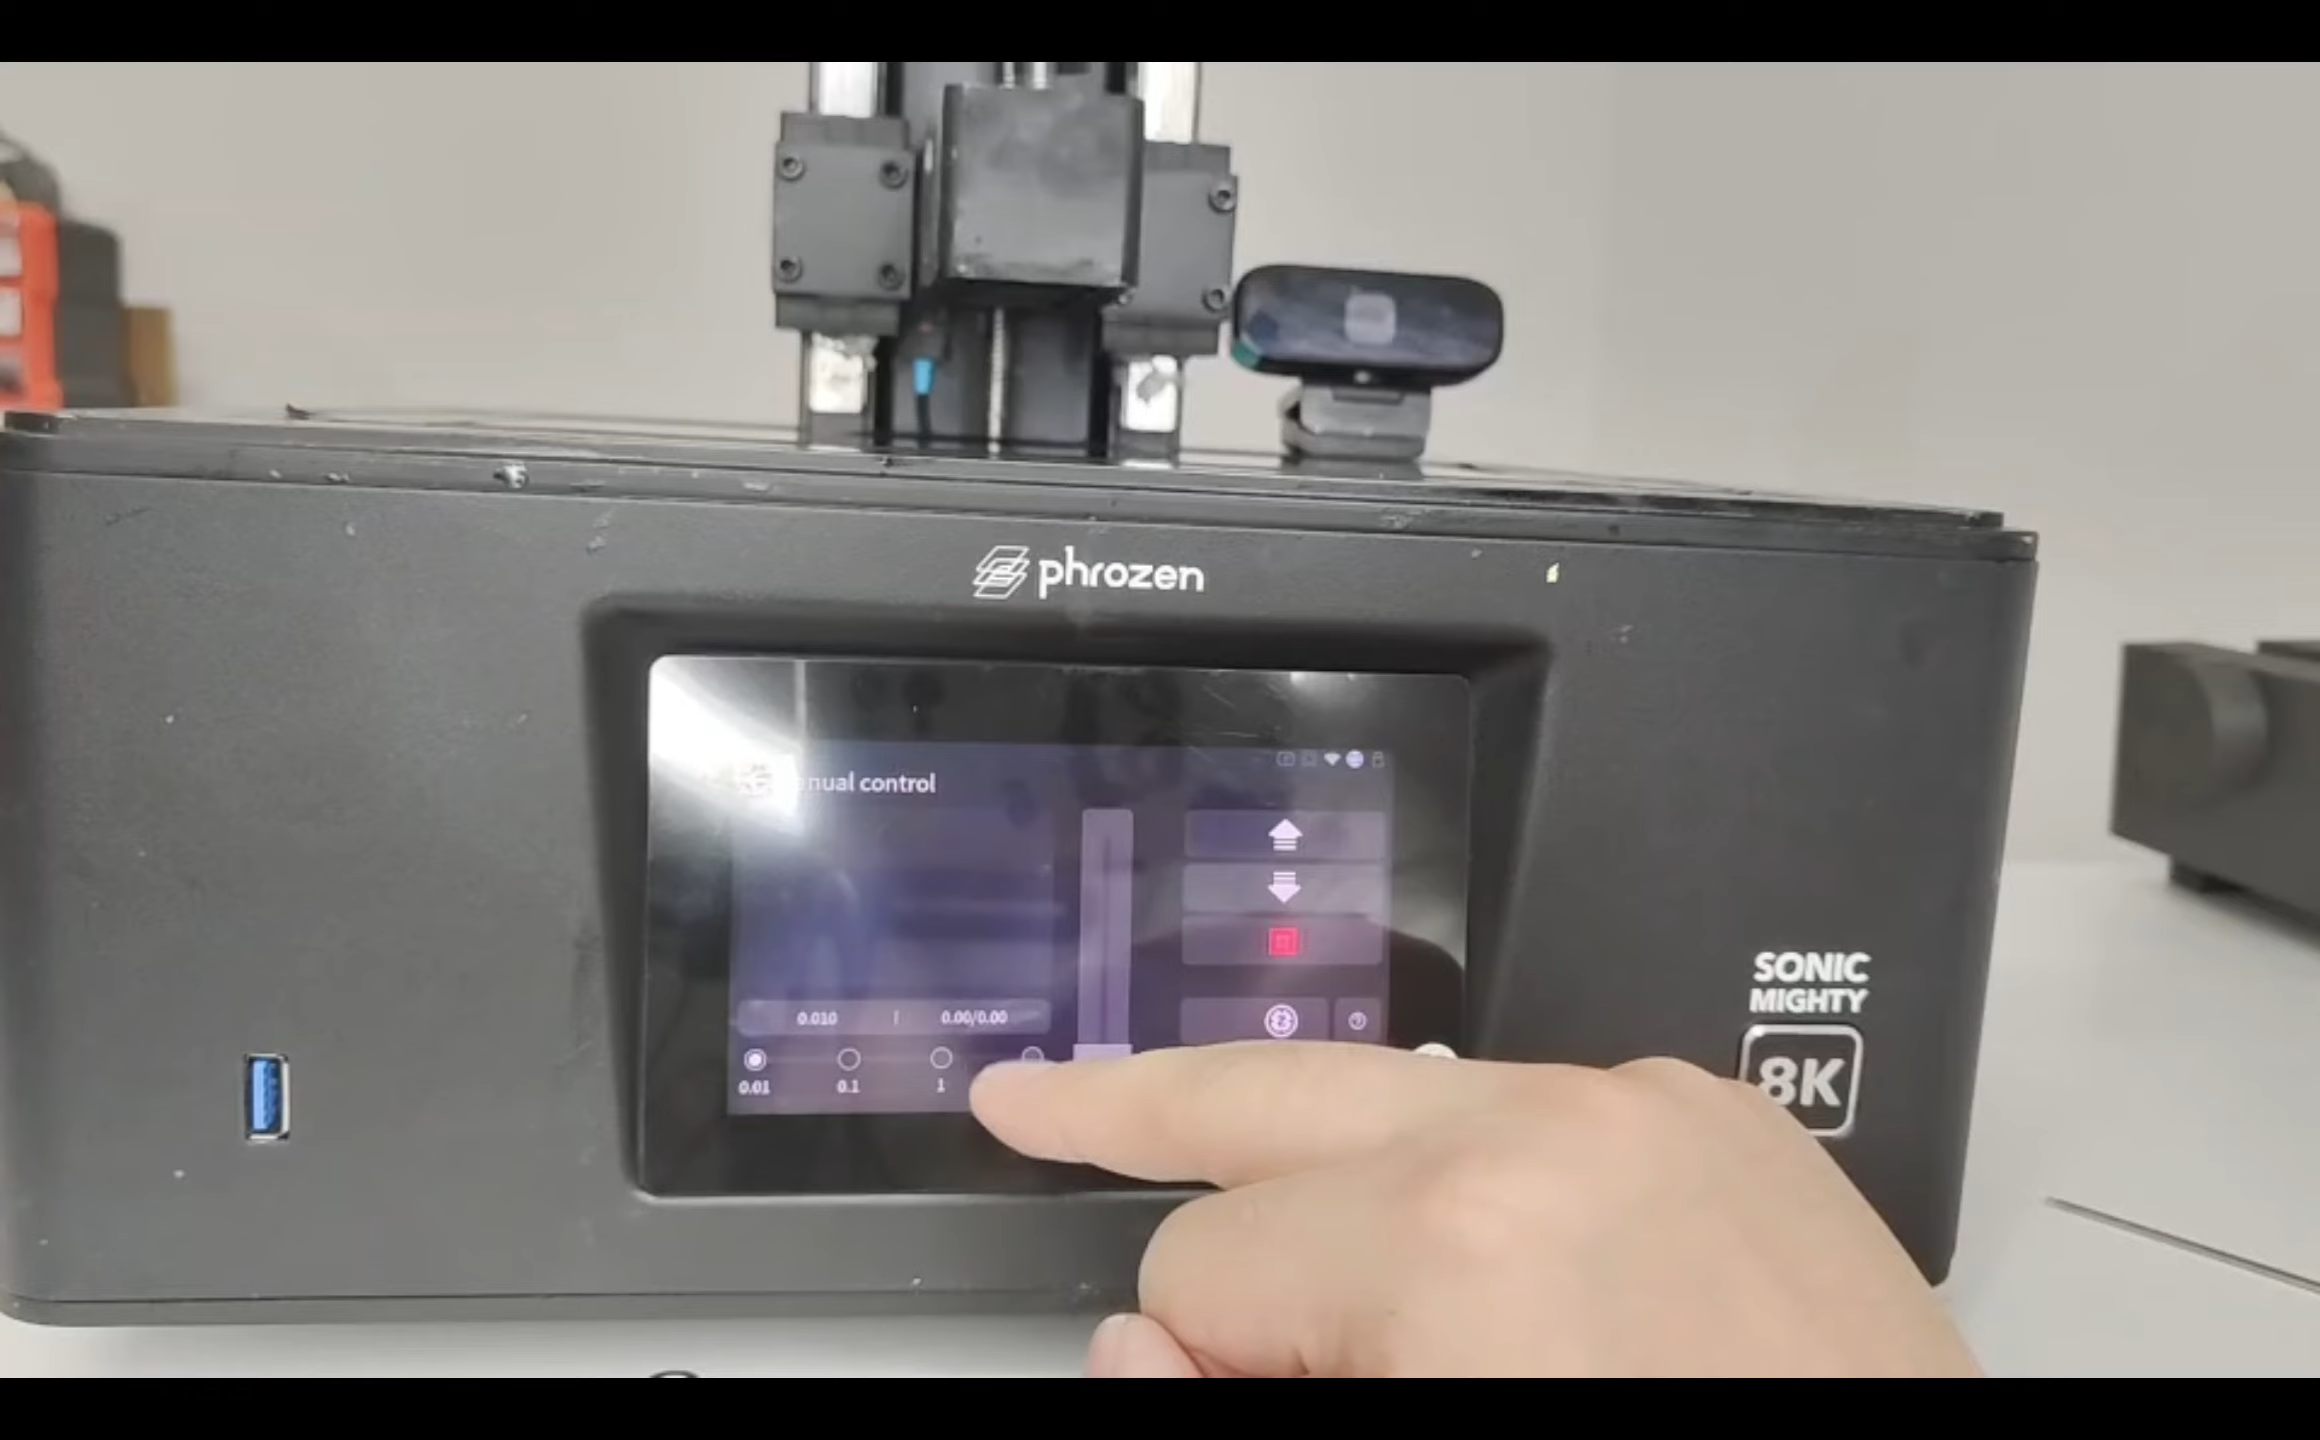 phrozen
nual control
0.010 | 0.00/0.00
0.01 0.1 1
SONIC
MIGHTY
8K